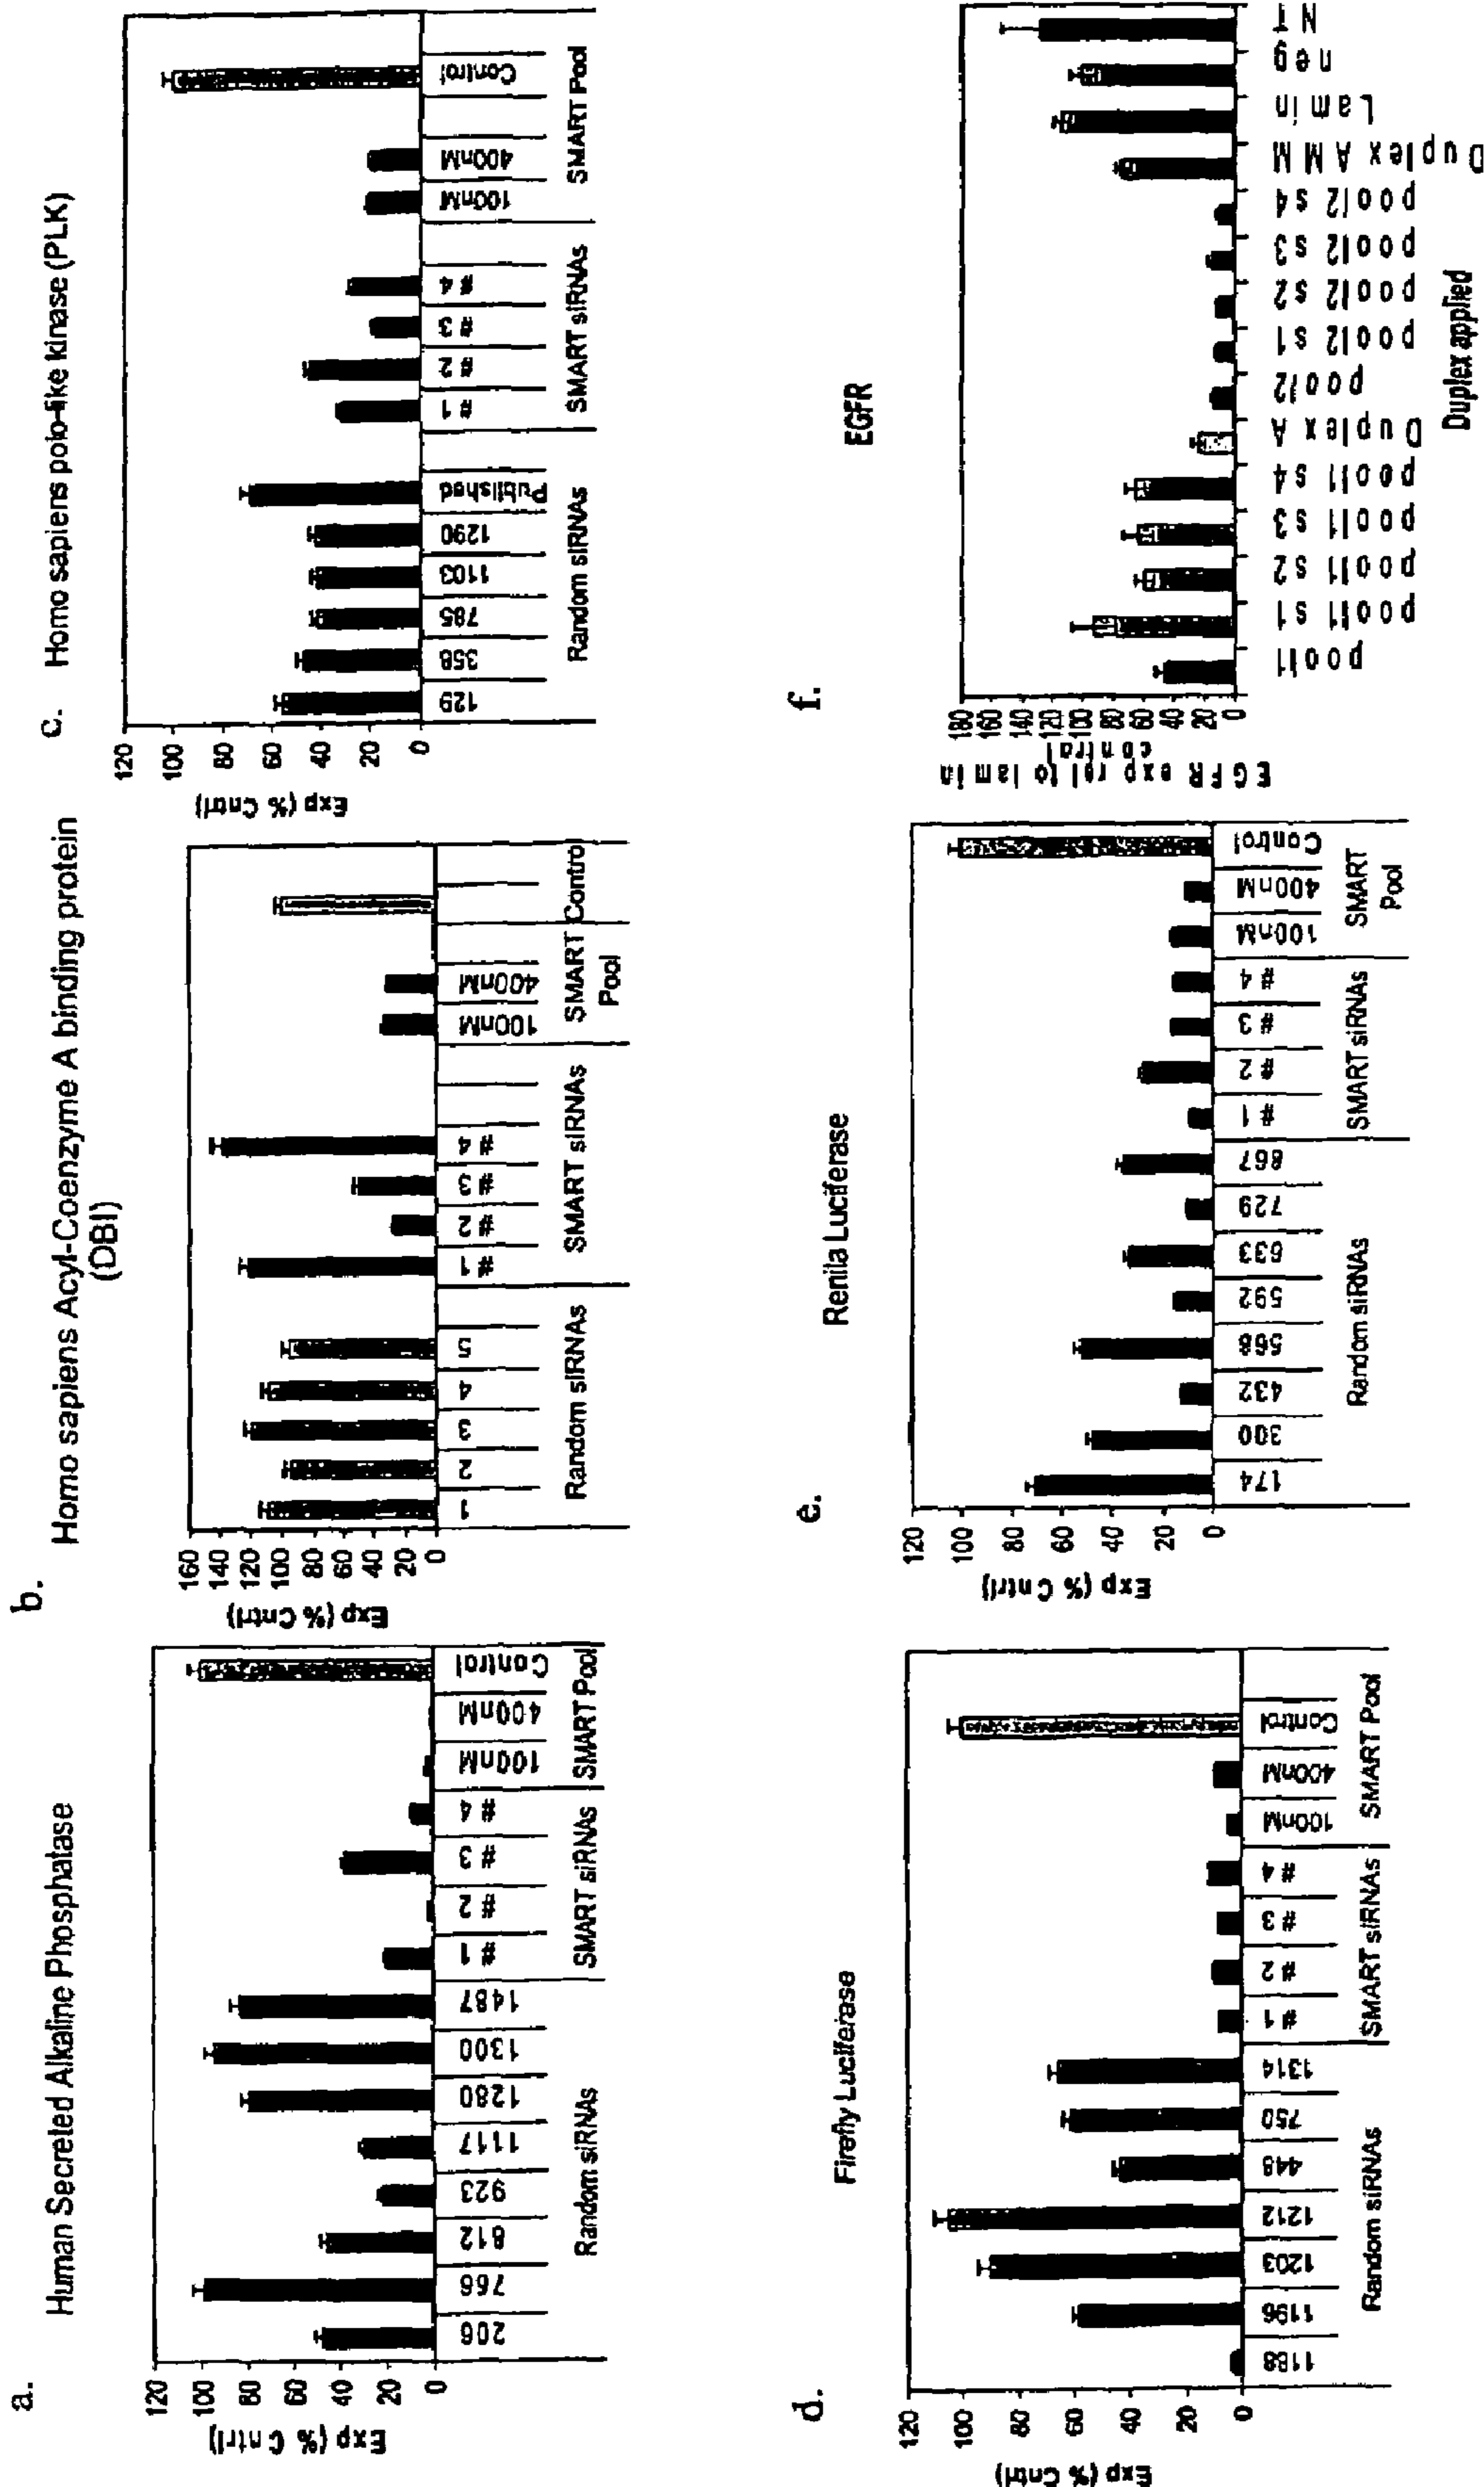 a.
Human Secreted Alkaline Phosphatase
Exp (% Cntrl)
120
100
80
60
40
20
0
206
766
812
923
1117
1280
1300
1487
#1
#2
#3
#4
100nM
400nM
Control
Random siRNAs
SMART siRNAs
SMART Pool
b.
Homo sapiens Acyl-Coenzyme A binding protein
(DBI)
Exp (% Cntrl)
160
140
120
100
80
60
40
20
0
1
2
3
4
5
#1
#2
#3
#4
100nM
400nM
Random siRNAs
SMART siRNAs
SMART
Pool
Control
c.
Homo sapiens polo-like kinase (PLK)
Exp (% Cntrl)
120
100
80
60
40
20
0
129
358
785
1103
1290
Published
#1
#2
#3
#4
100nM
400nM
Control
Random siRNAs
SMART siRNAs
SMART Pool
d.
Firefly Luciferase
Exp (% Cntrl)
120
100
80
60
40
20
0
1188
1196
1203
1212
448
750
1314
#1
#2
#3
#4
100nM
400nM
Control
Random siRNAs
SMART siRNAs
SMART Pool
e.
Renila Luciferase
Exp (% Cntrl)
120
100
80
60
40
20
0
174
300
432
568
592
633
729
867
#1
#2
#3
#4
100nM
400nM
Control
Random siRNAs
SMART siRNAs
SMART
Pool
f.
EGFR
EGFR exp rel to lamin
control
180
160
140
120
100
80
60
40
20
0
pool1
pool1 s1
pool1 s2
pool1 s3
pool1 s4
Duplex A
pool2
pool2 s1
pool2 s2
pool2 s3
pool2 s4
Duplex AMM
Lamin
neg
NT
Duplex applied